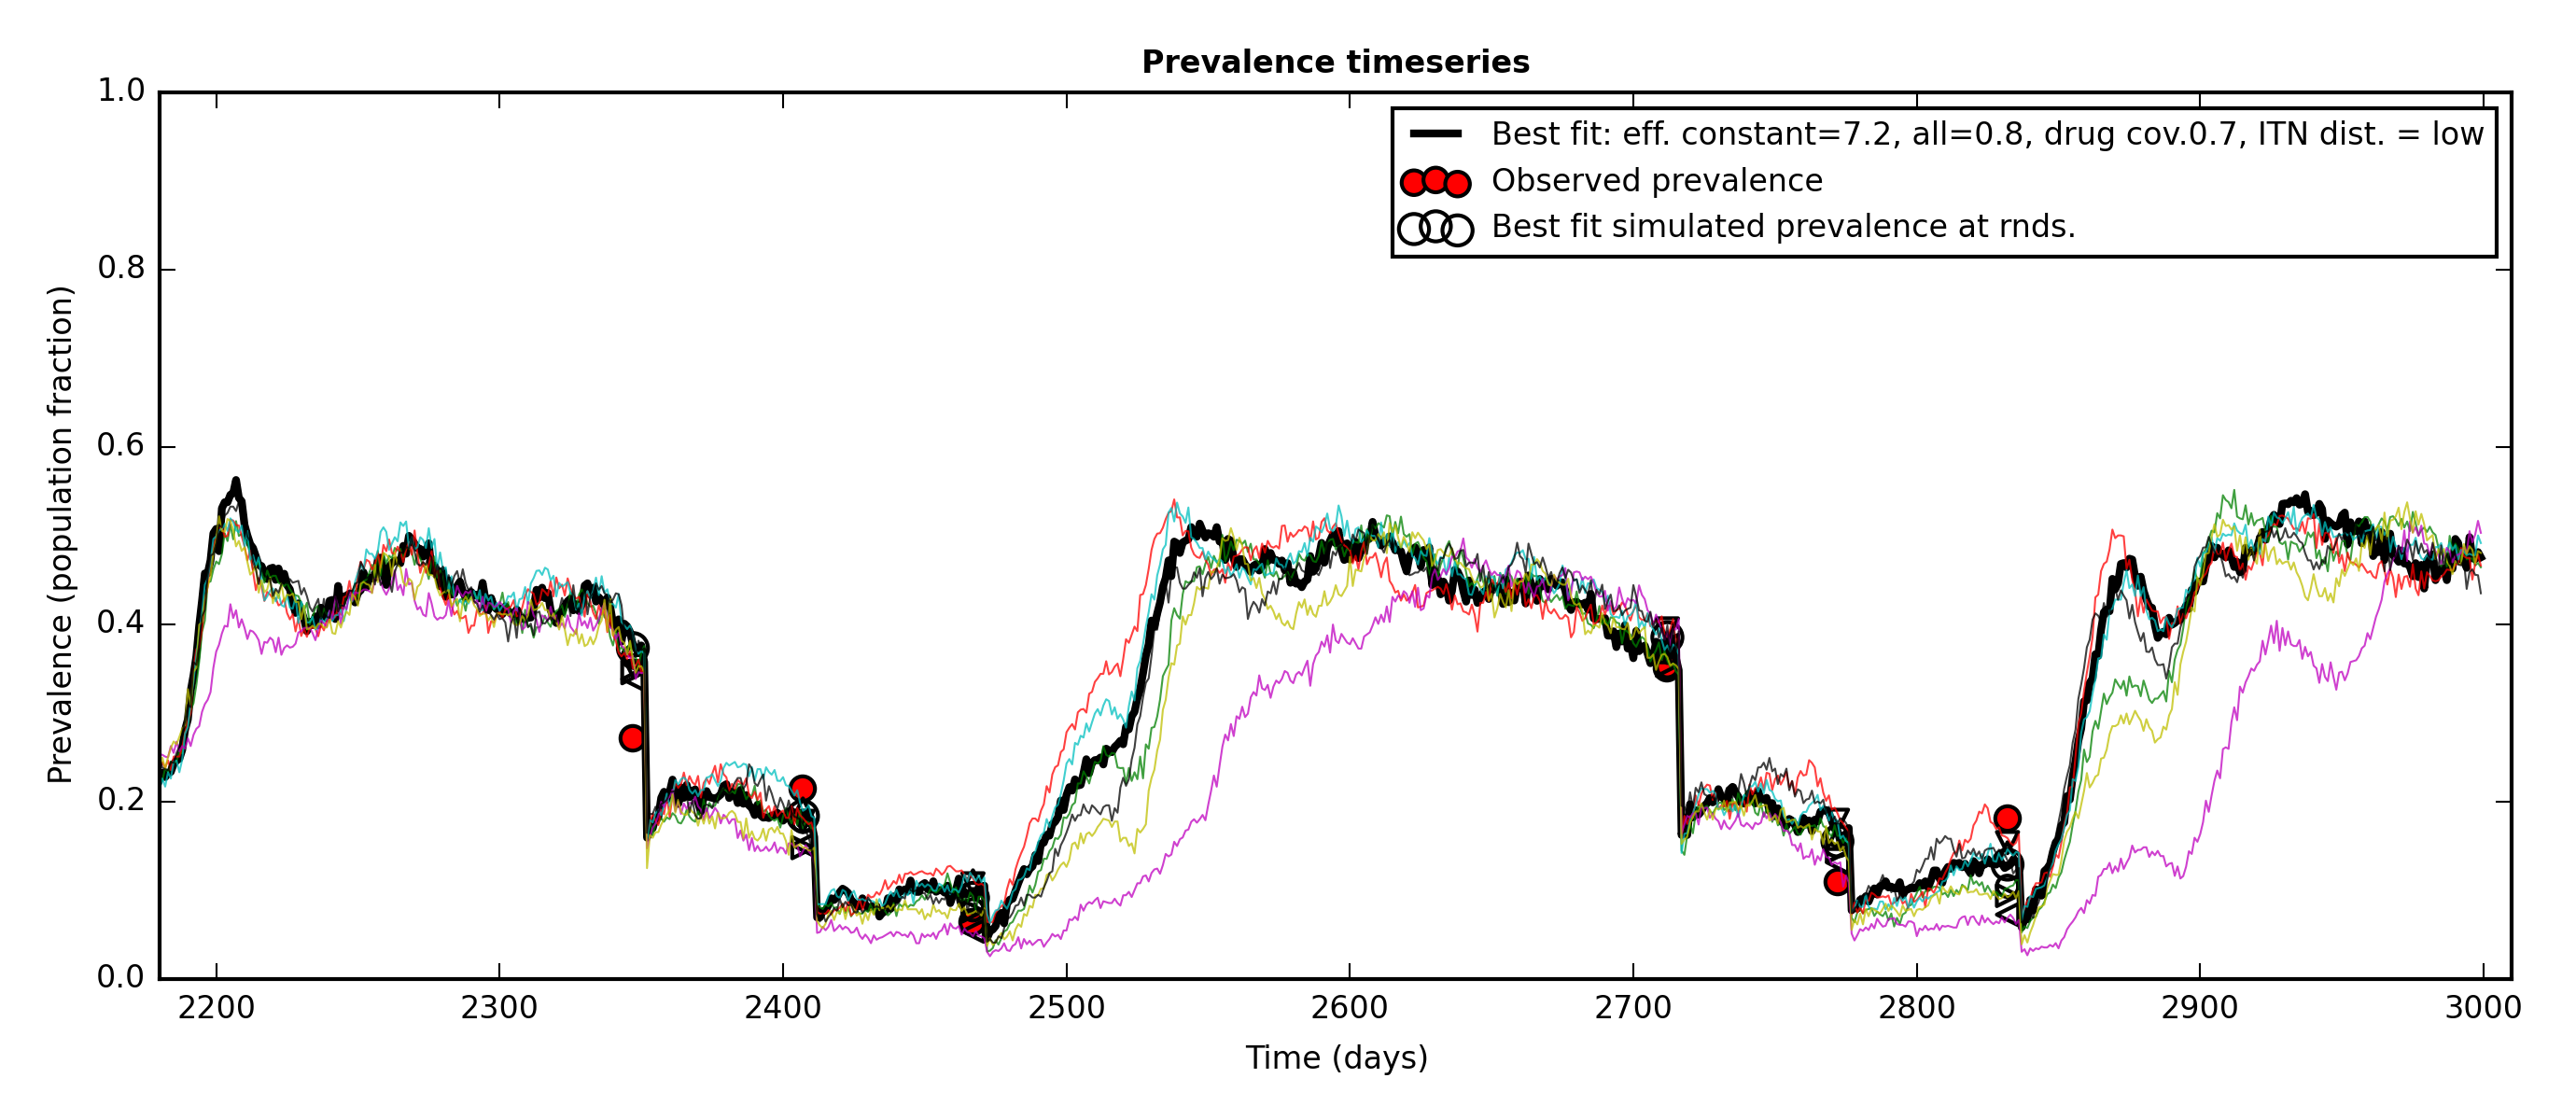 Prevalence timeseries
1.0
0.8
0.6
0.4
0.2
0.0
Prevalence (population fraction)
Best fit: eff. constant=7.2, all=0.8, drug cov.0.7, ITN dist. = low
Observed prevalence
Best fit simulated prevalence at rnds.
2200 2300 2400 2500 2600 2700 2800 2900 3000
Time (days)